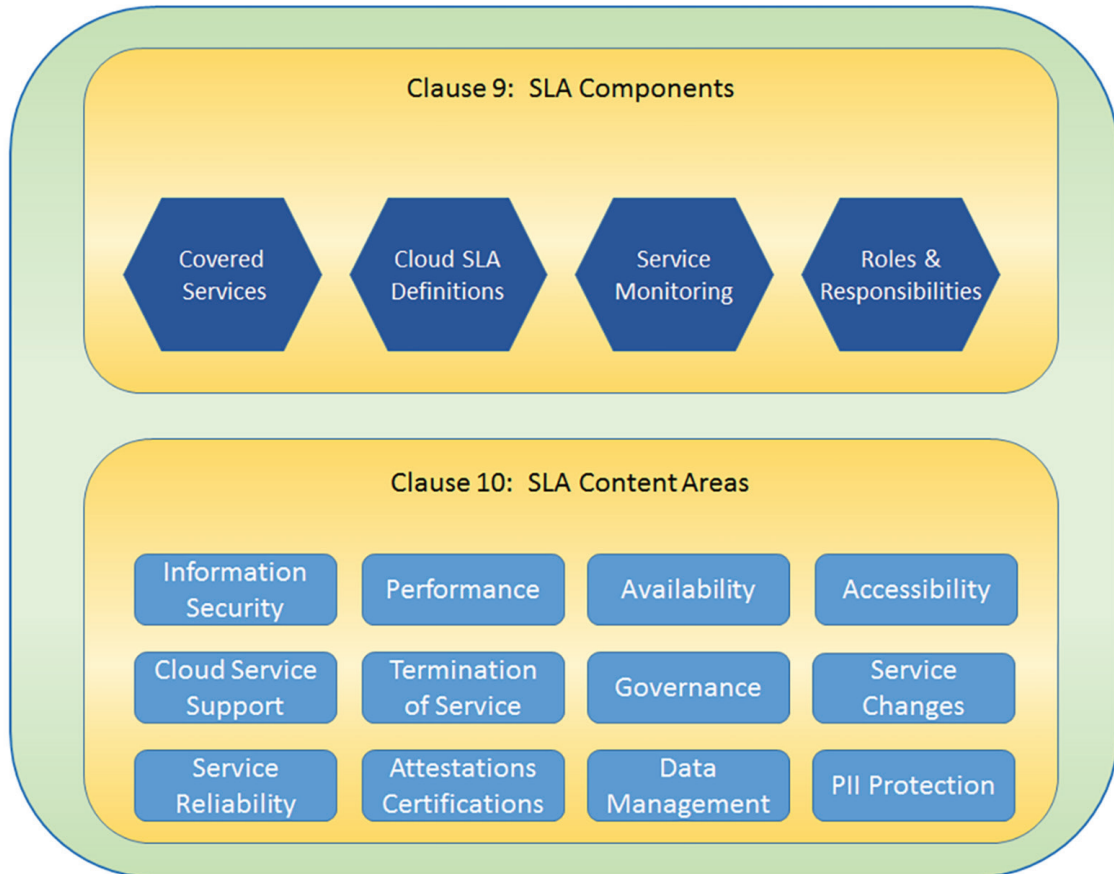 Clause 9: SLA Components
Covered
Services
Cloud SLA
Definitions
Service
Monitoring
Roles &
Responsibilities
Clause 10: SLA Content Areas
Information
Security
Performance
Availability
Accessibility
Cloud Service
Support
Termination
of Service
Governance
Service
Changes
Service
Reliability
Attestations
Certifications
Data
Management
PII Protection